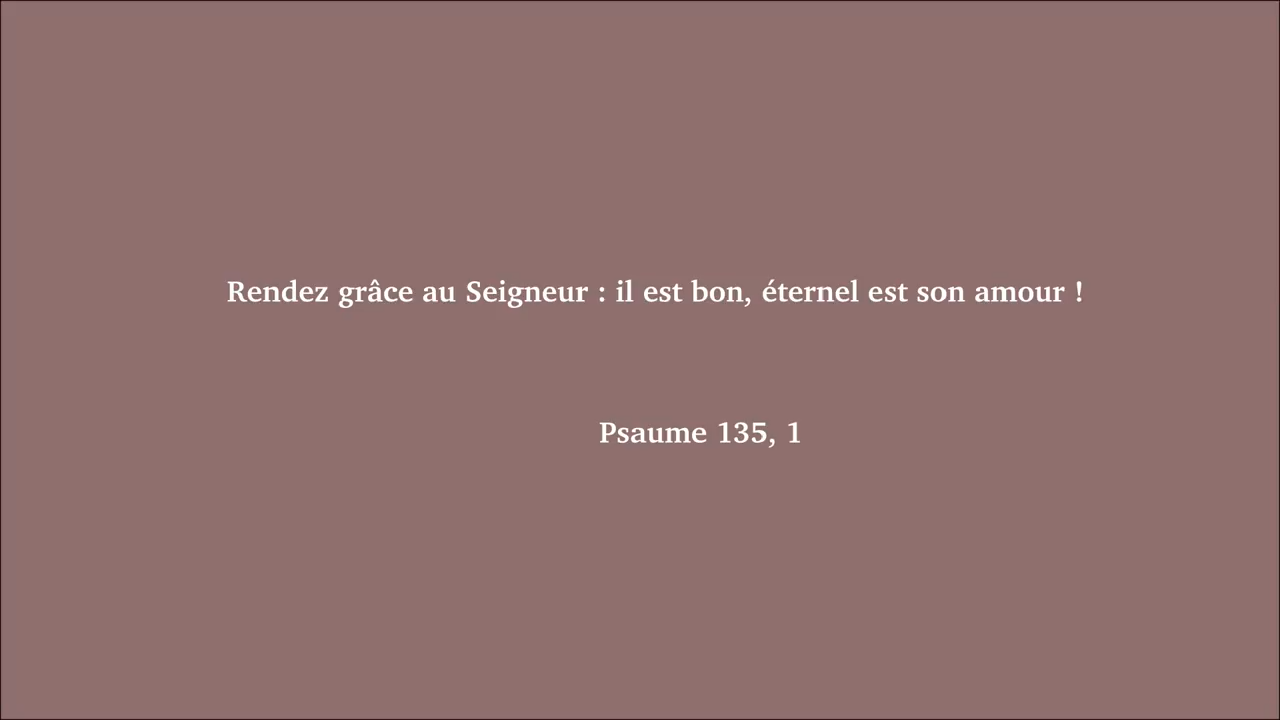 Rendez grâce au Seigneur : il est bon, éternel est son amour !
Psaume 135, 1